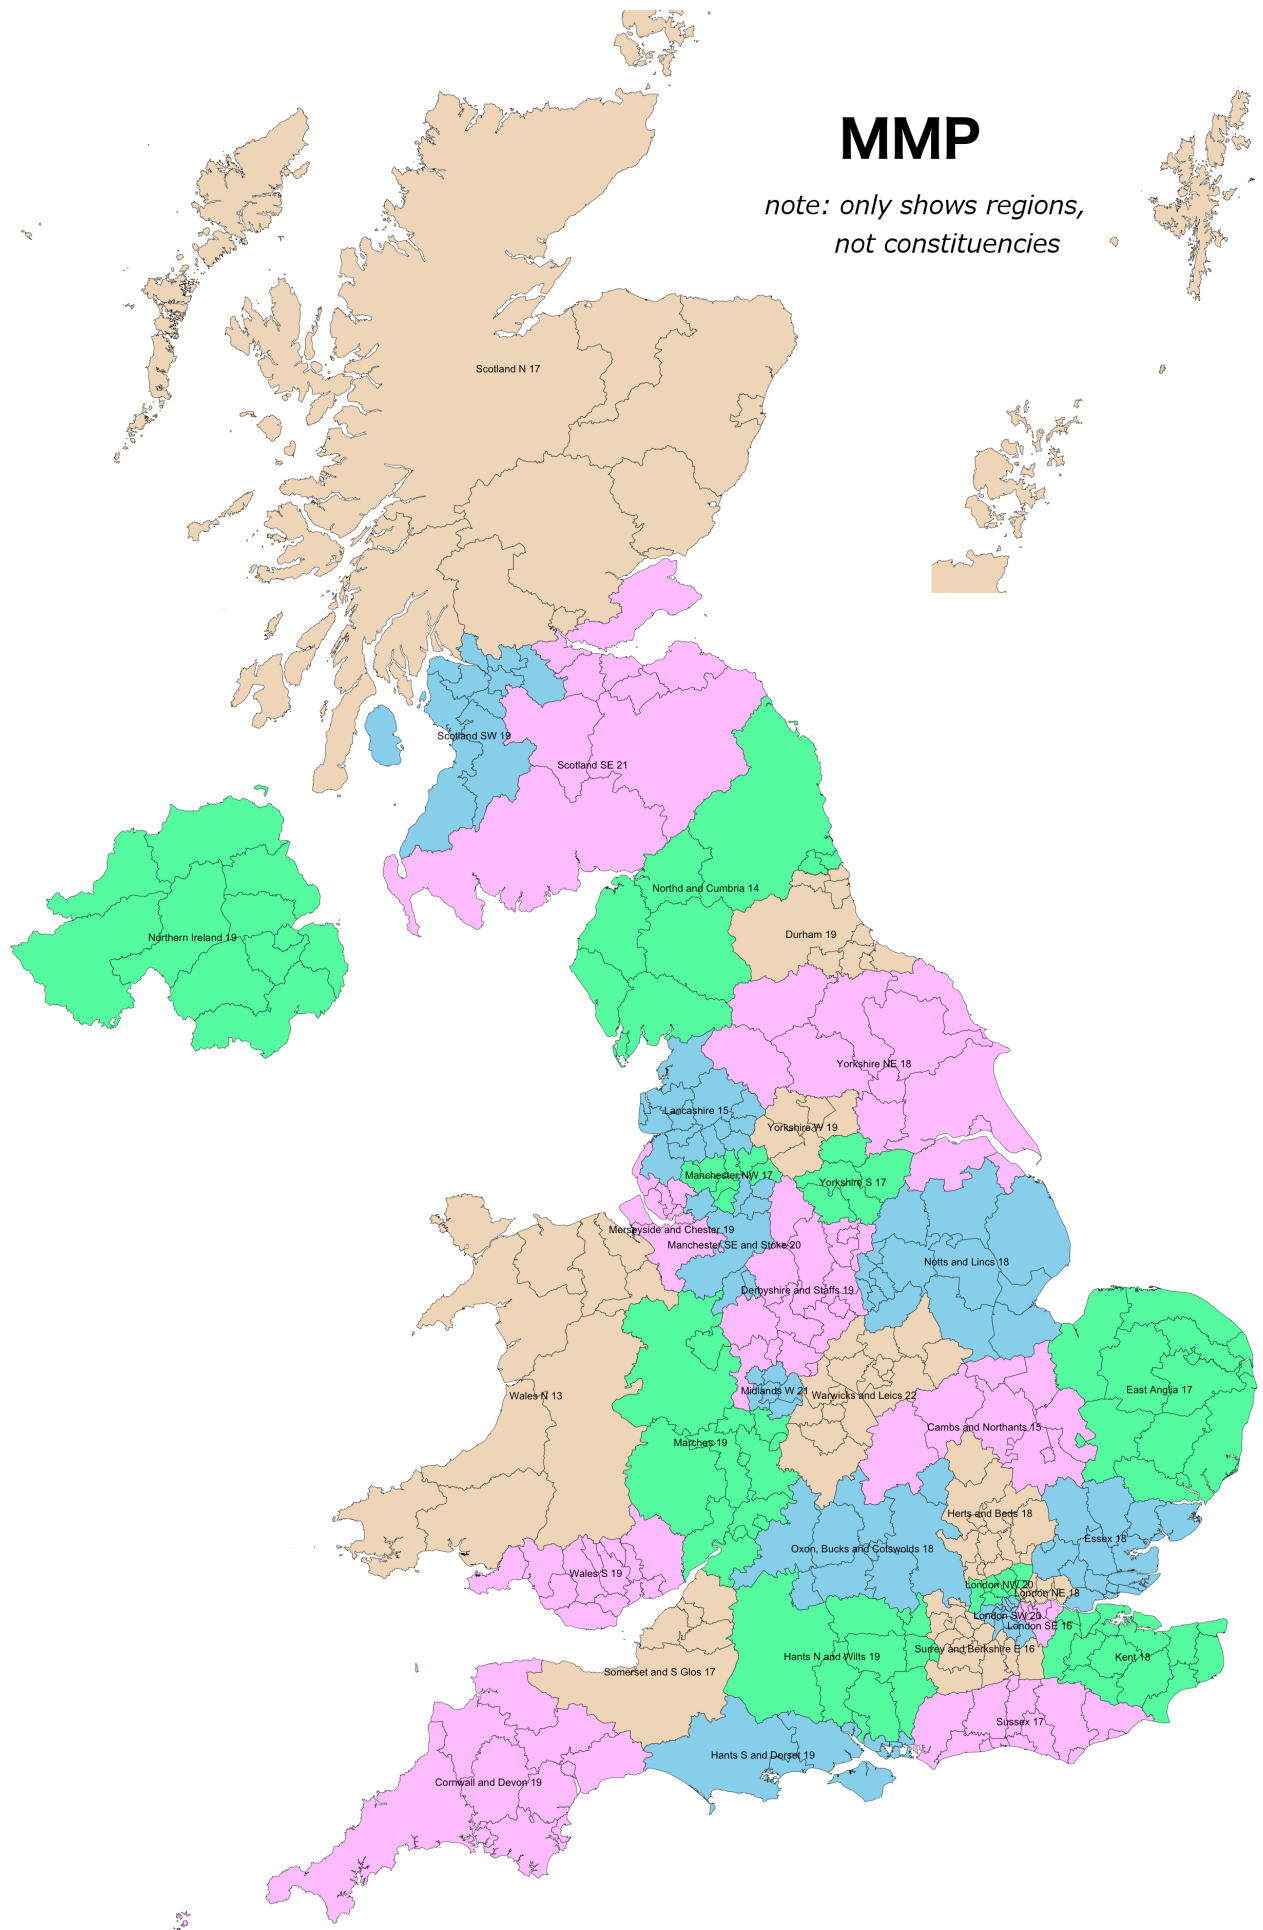 MMP
note: only shows regions,
not constituencies
Scotland N 17
Scotland SW 19
Scotland SE 21
Northd and Cumbria 14
Northern Ireland 19
Durham 19
Yorkshire NE 18
Lancashire 15
Yorkshire W 19
Manchester NW 17
Yorkshire S 17
Merseyside and Chester 19
Manchester SE and Stoke 20
Notts and Lincs 18
Derbyshire and Staffs 19
Midlands W 21
Warwicks and Leics 22
East Anglia 17
Wales N 13
Cambs and Northants 15
Marches 19
Herts and Beds 18
Essex 18
Oxon, Bucks and Cotswolds 18
Wales S 19
London NW 20
London NE 18
London SW 20
London SE 16
Surrey and Berkshire E 16
Hants N and Wilts 19
Kent 18
Somerset and S Glos 17
Sussex 17
Hants S and Dorset 19
Cornwall and Devon 19